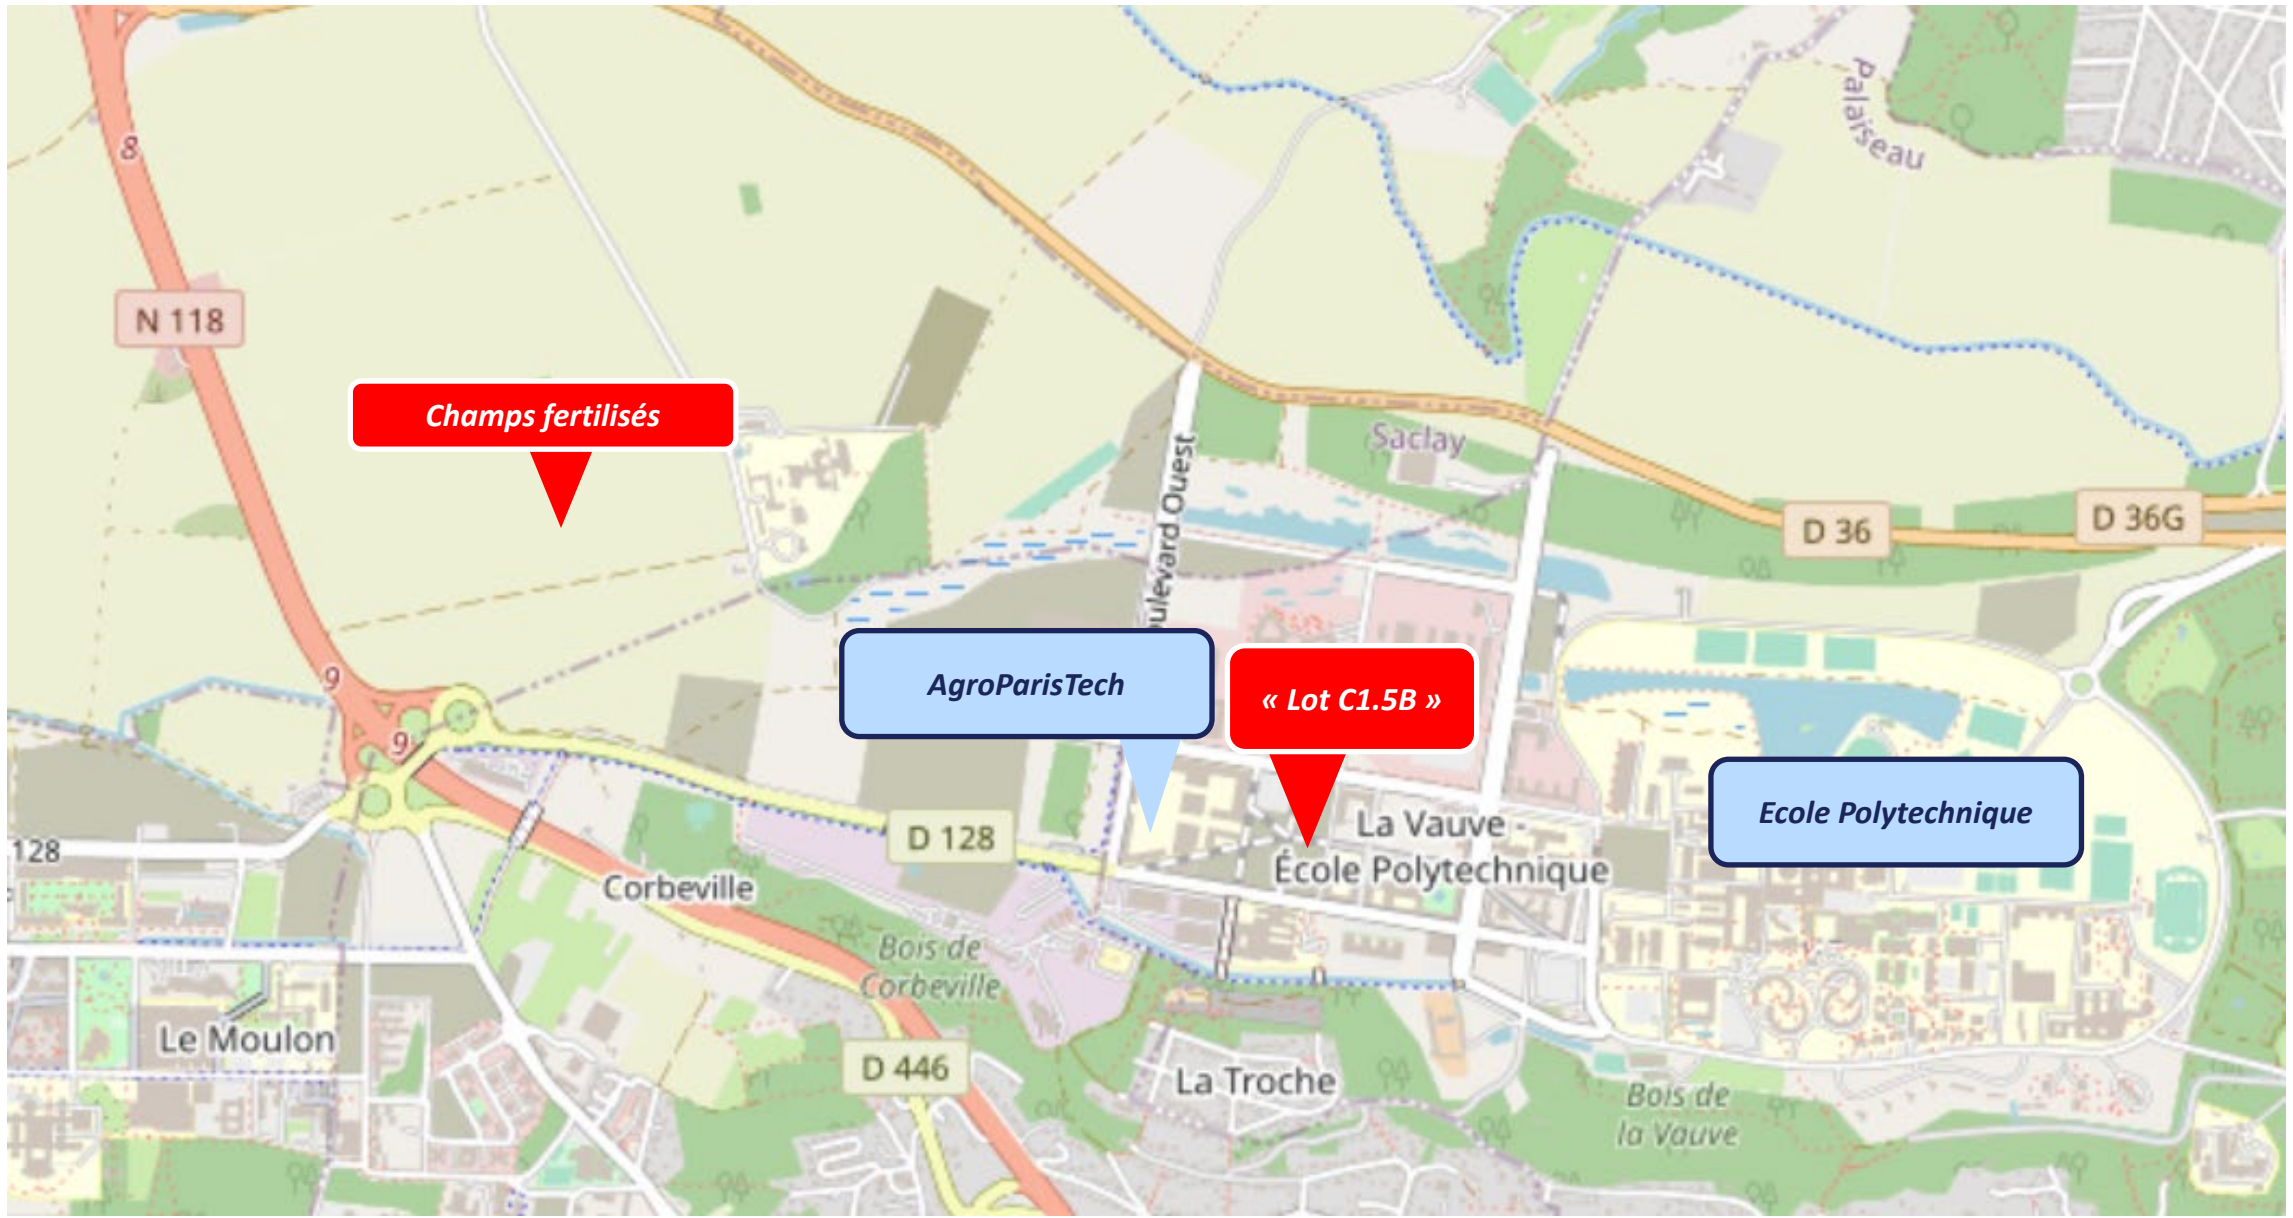 8
Palaiseau
N 118
Champs fertilisés
Saclay
Boulevard Ouest
D 36
D 36G
AgroParisTech
« Lot C1.5B »
9
9
Ecole Polytechnique
128
D 128
La Vauve -
École Polytechnique
Corbeville
Bois de
Corbeville
Le Moulon
D 446
La Troche
Bois de
la Vauve